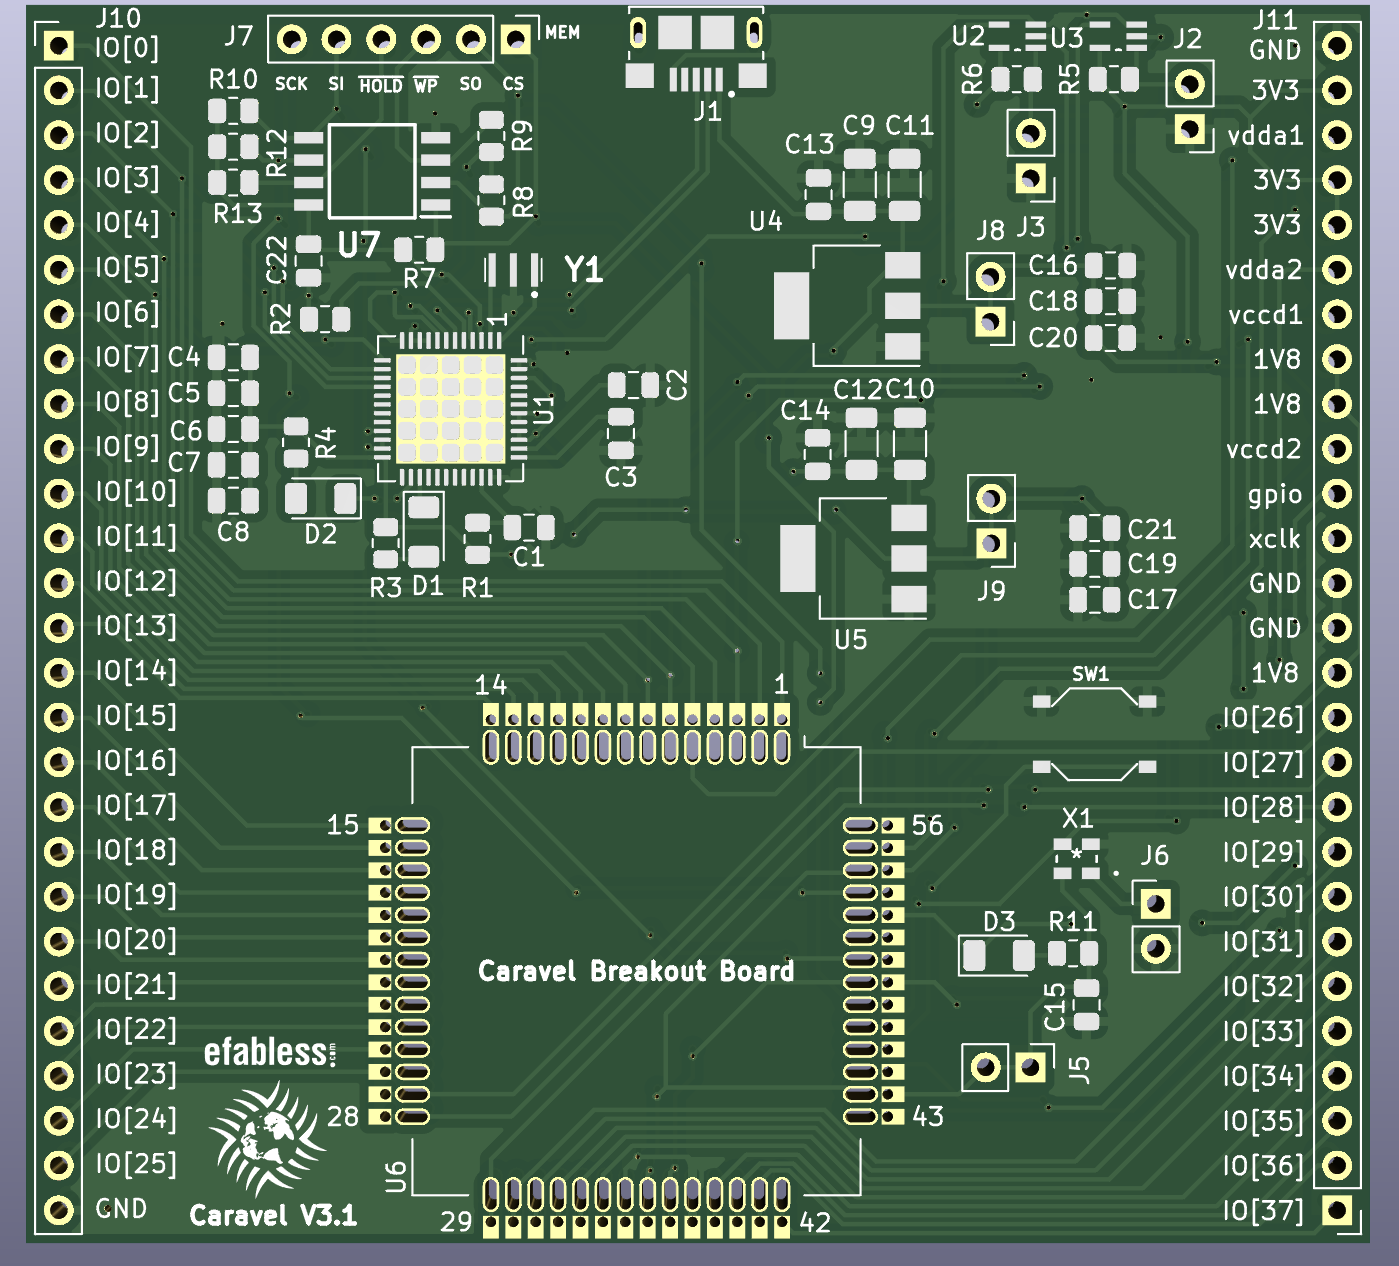 J10
IO[0]
IO[1]
IO[2]
IO[3]
IO[4]
IO[5]
IO[6]
IO[7]
IO[8]
IO[9]
IO[10]
IO[11]
IO[12]
IO[13]
IO[14]
IO[15]
IO[16]
IO[17]
IO[18]
IO[19]
IO[20]
IO[21]
IO[22]
IO[23]
IO[24]
IO[25]
GND
J7
MEM
SCK SI HOLD WP SO CS
R10
R12
R13
R9
R8
U7
C22
R7
Y1
R2
1
C4
C5
C6
C7
C8
R4
D2
U1
C2
C3
R3
D1
R1
C1
J1
U2
U3
J2
R6
R5
C9
C11
C13
U4
J8
J3
C16
C18
C20
C12
C10
C14
U5
J9
C21
C19
C17
SW1
14
1
15
56
X1
*
J6
D3
R11
C15
J5
Caravel Breakout Board
28
43
U6
29
42
efabless.com
Caravel V3.1
J11
GND
3V3
vdda1
3V3
3V3
vdda2
vccd1
1V8
1V8
vccd2
gpio
xclk
GND
GND
1V8
IO[26]
IO[27]
IO[28]
IO[29]
IO[30]
IO[31]
IO[32]
IO[33]
IO[34]
IO[35]
IO[36]
IO[37]